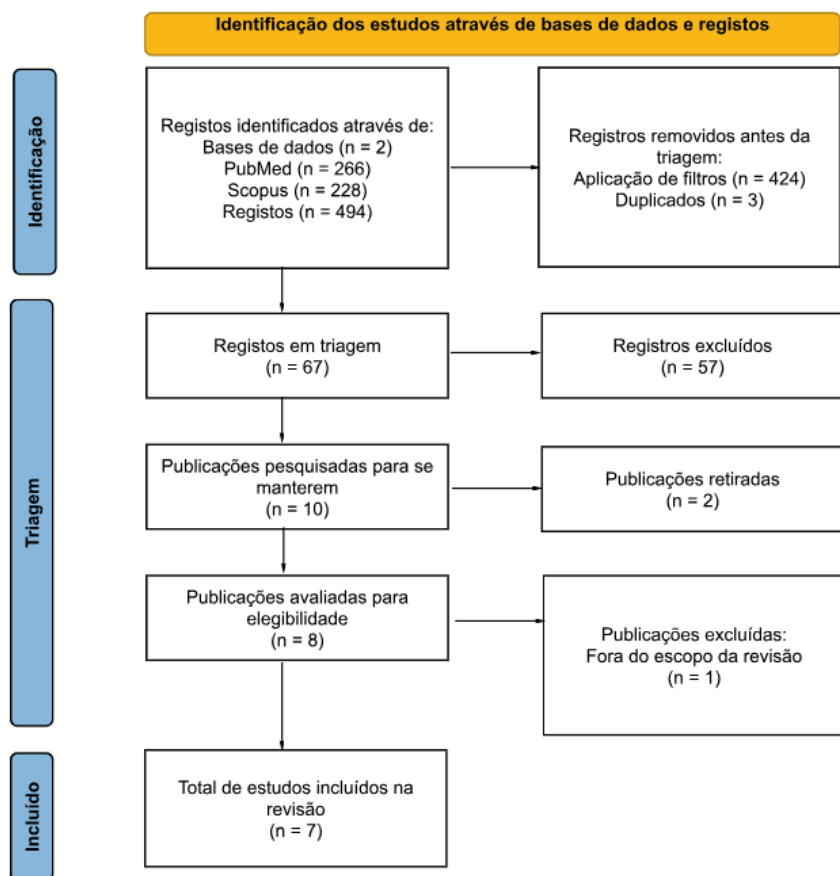 Identificação dos estudos através de bases de dados e registos
Identificação
Registos identificados através de:
Bases de dados (n = 2)
PubMed (n = 266)
Scopus (n = 228)
Registos (n = 494)
Registros removidos antes da
triagem:
Aplicação de filtros (n = 424)
Duplicados (n = 3)
Triagem
Registos em triagem
(n = 67)
Registros excluídos
(n = 57)
Publicações pesquisadas para se
manterem
(n = 10)
Publicações retiradas
(n = 2)
Publicações avaliadas para
elegibilidade
(n = 8)
Publicações excluídas:
Fora do escopo da revisão
(n = 1)
Incluído
Total de estudos incluídos na
revisão
(n = 7)